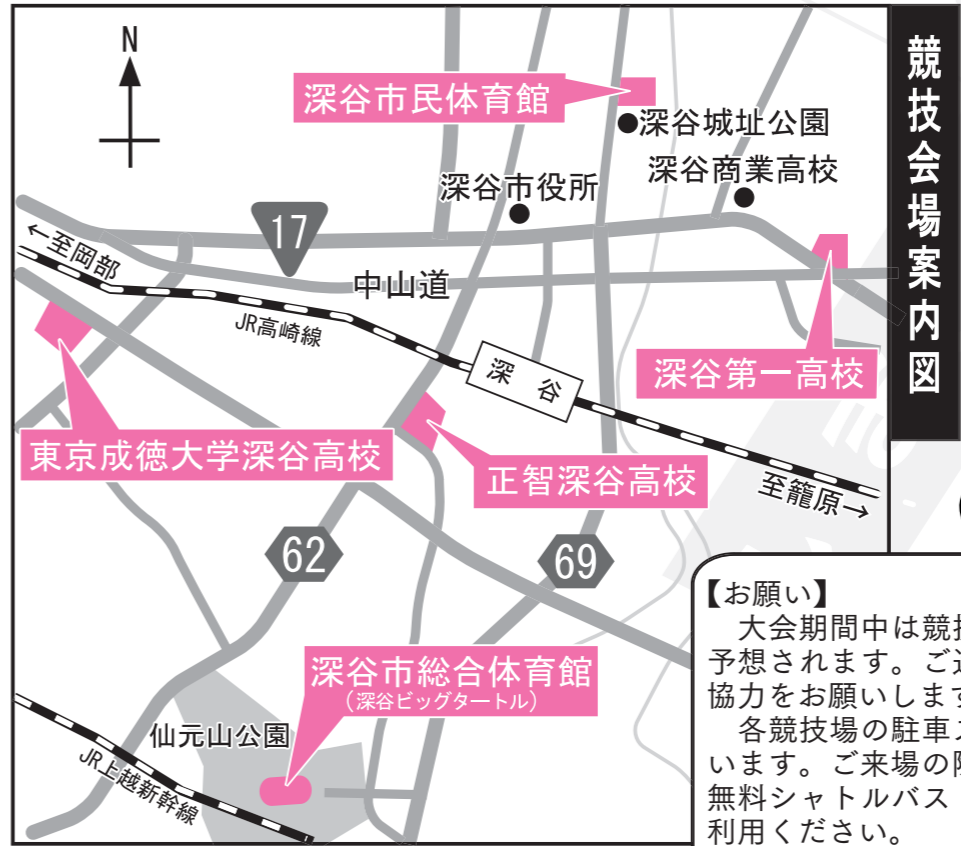 競技会場案内図
N
深谷市民体育館
深谷城址公園
深谷商業高校
深谷市役所
17
←至岡部
中山道
JR高崎線
深谷
深谷第一高校
東京成徳大学深谷高校
正智深谷高校
至籠原→
62
69
深谷市総合体育館
(深谷ビッグタートル)
仙元山公園
JR上越新幹線
【お願い】
大会期間中は競技
予想されます。ご
協力をお願いします
各競技場の駐車
います。ご来場の
無料シャトルバス
利用ください。